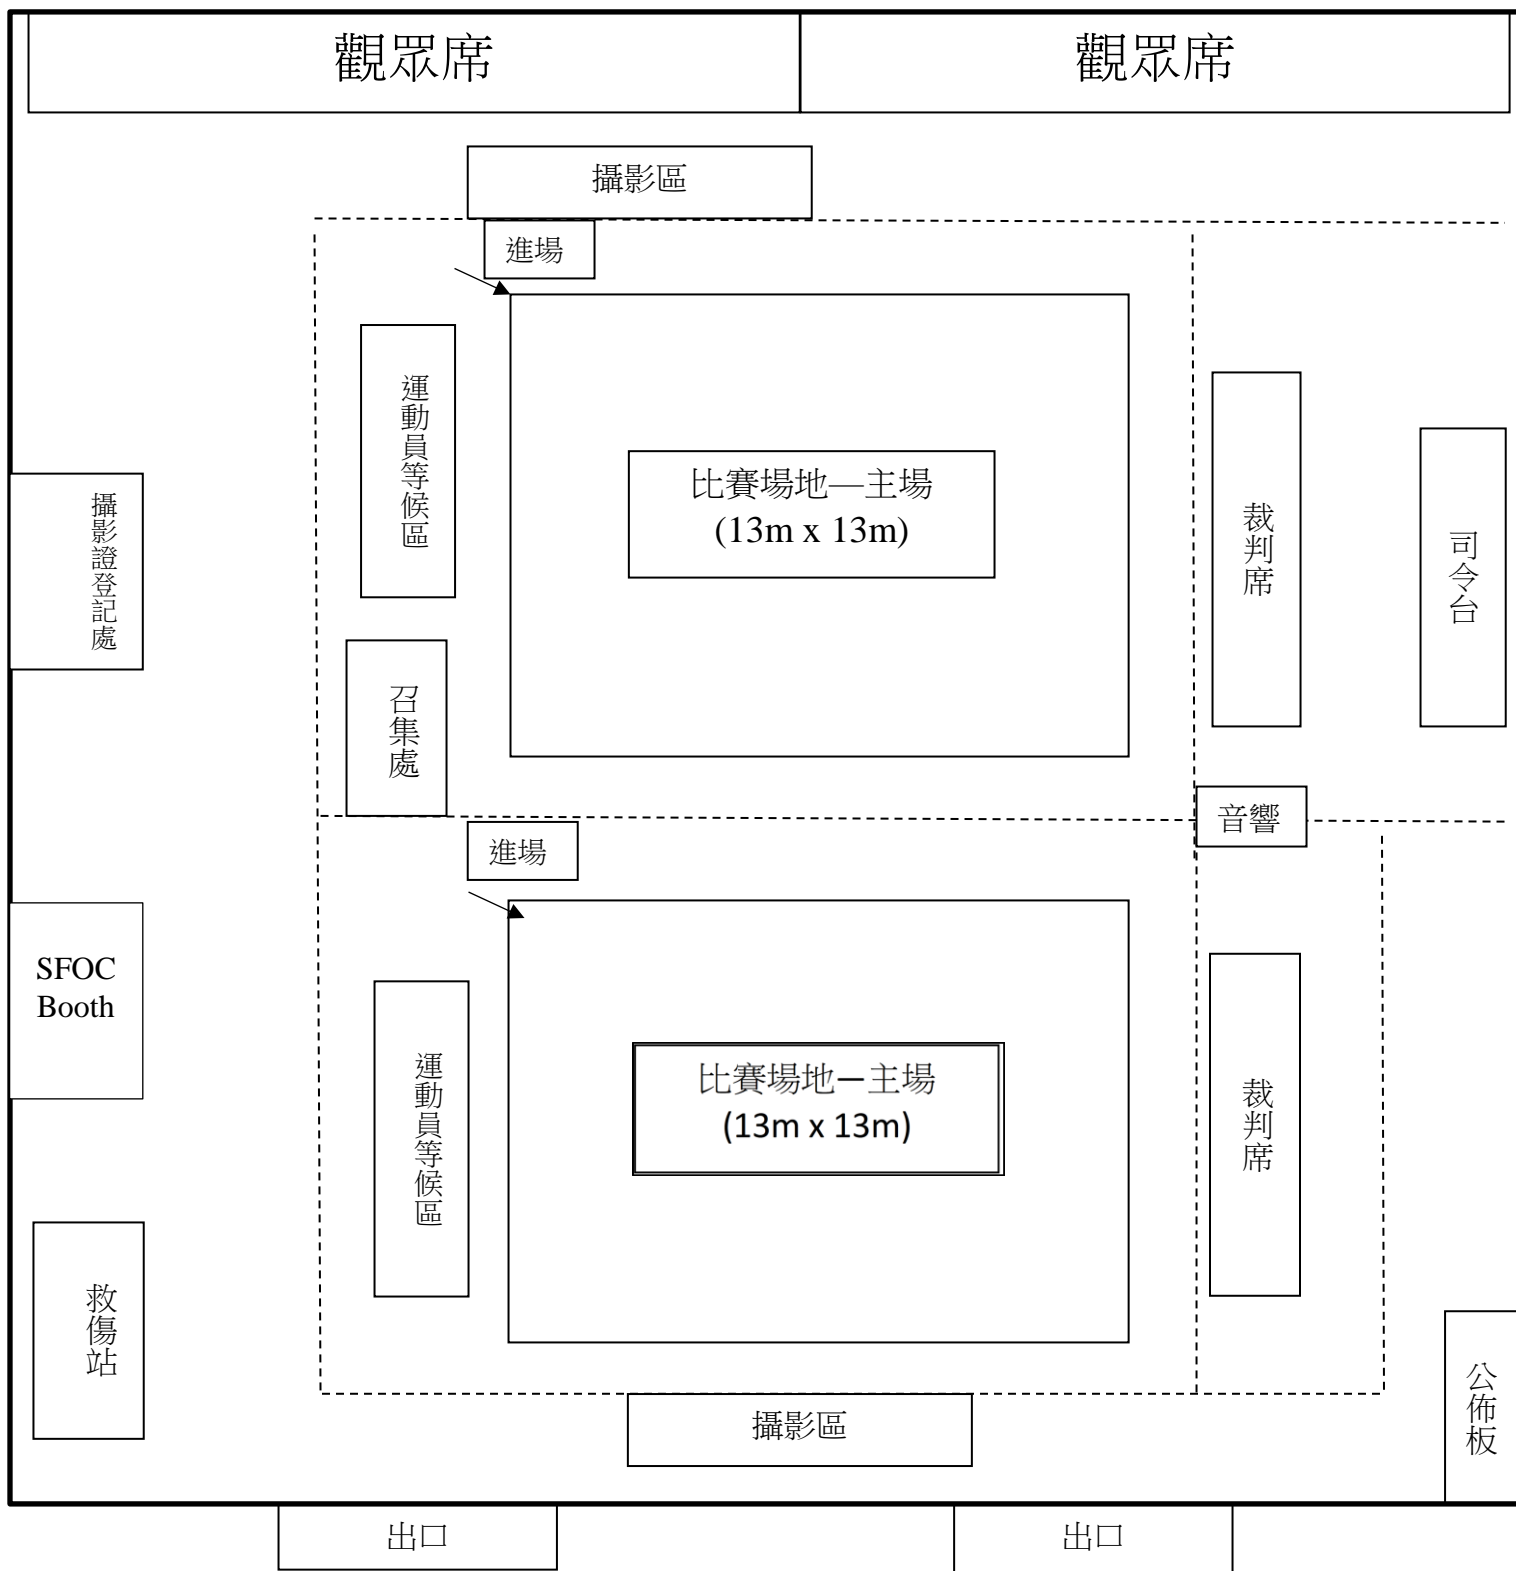 觀眾席
觀眾席
攝影區
進場
運動員等候區
比賽場地—主場
(13m x 13m)
裁判席
司令台
攝影證登記處
召集處
音響
進場
SFOC
Booth
運動員等候區
比賽場地－主場
(13m x 13m)
裁判席
救傷站
公佈板
攝影區
出口
出口